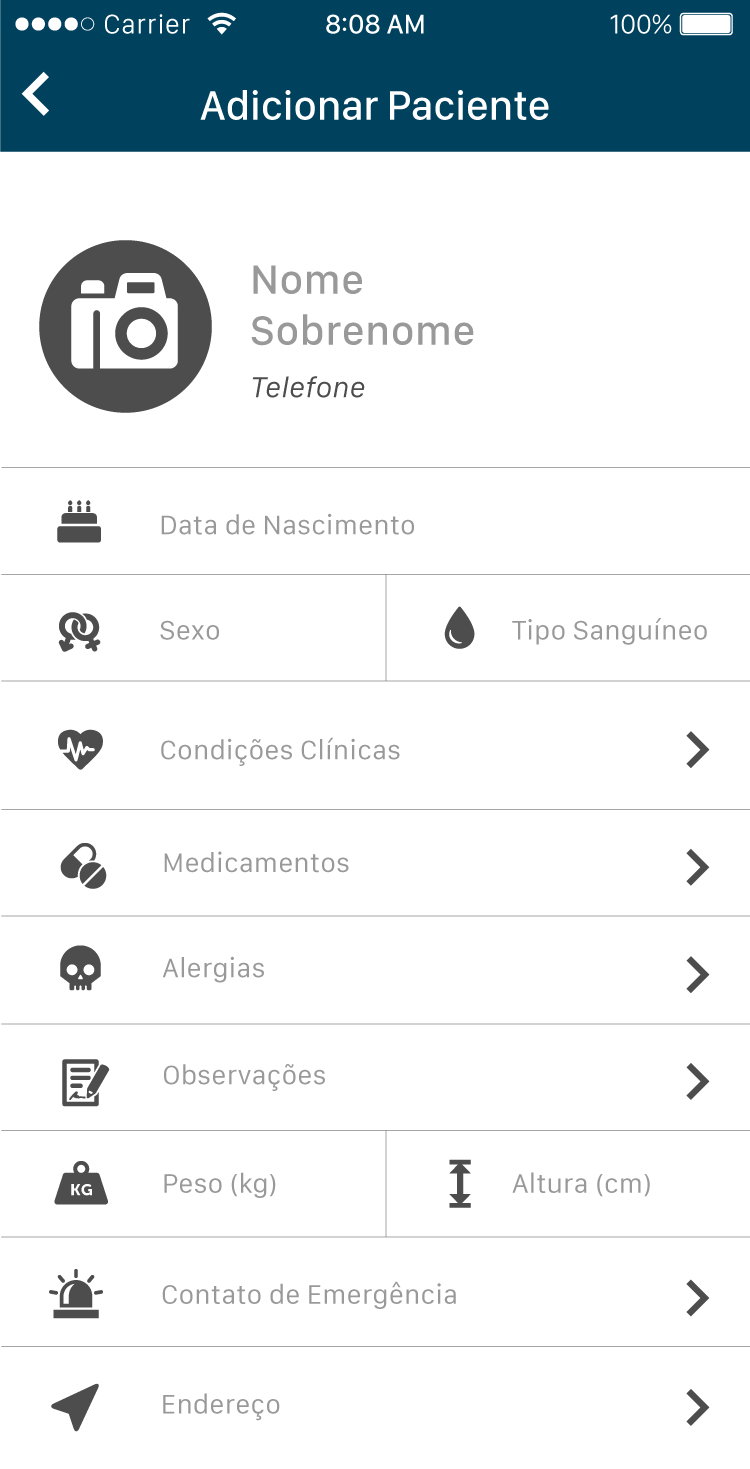 Carrier 8:08 AM 100%
Adicionar Paciente
Nome
Sobrenome
Telefone
Data de Nascimento
Sexo Tipo Sanguíneo
Condições Clínicas
Medicamentos
Alergias
Observações
KG Peso (kg) Altura (cm)
Contato de Emergência
Endereço